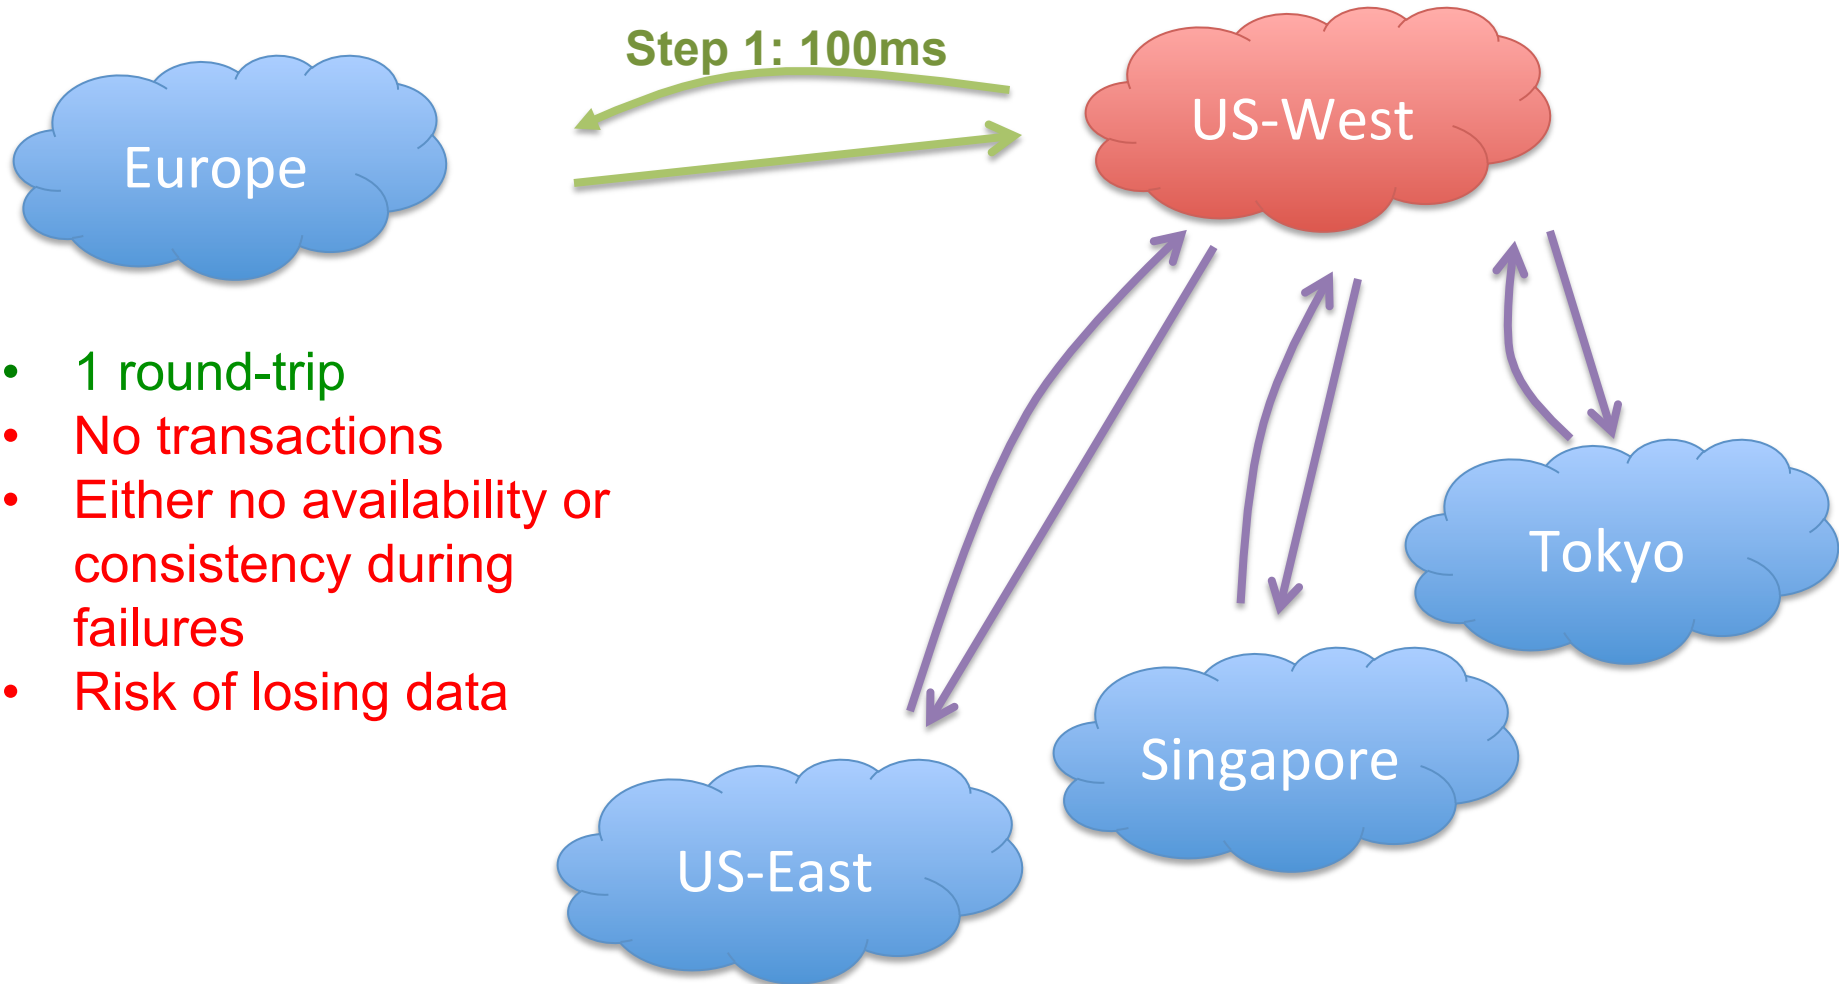 Step 1: 100ms
US-West
Europe
• 1 round-trip
• No transactions
• Either no availability or
consistency during
failures
• Risk of losing data
Tokyo
Singapore
US-East